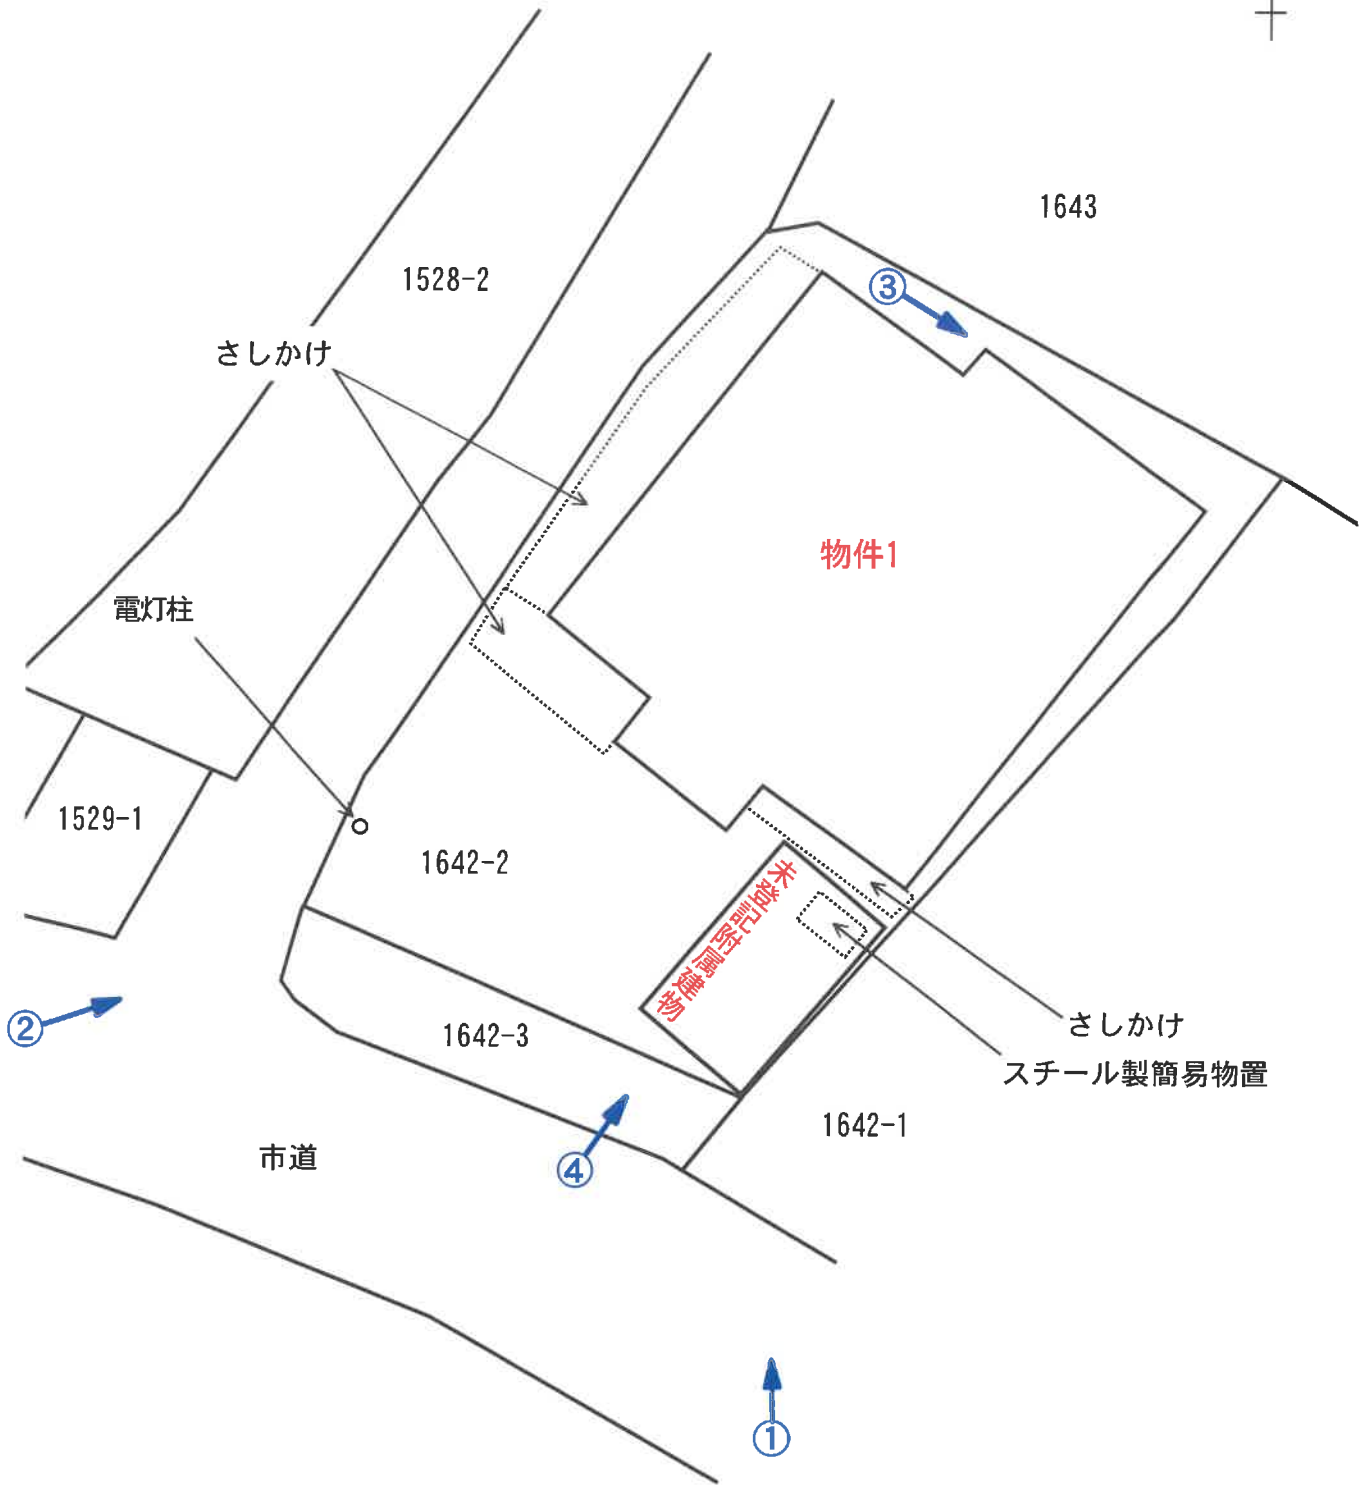 1643
1528-2
さしかけ
③
物件1
電灯柱
1529-1
1642-2
未登記附属建物
②
1642-3
さしかけ
スチール製簡易物置
1642-1
市道
④
①